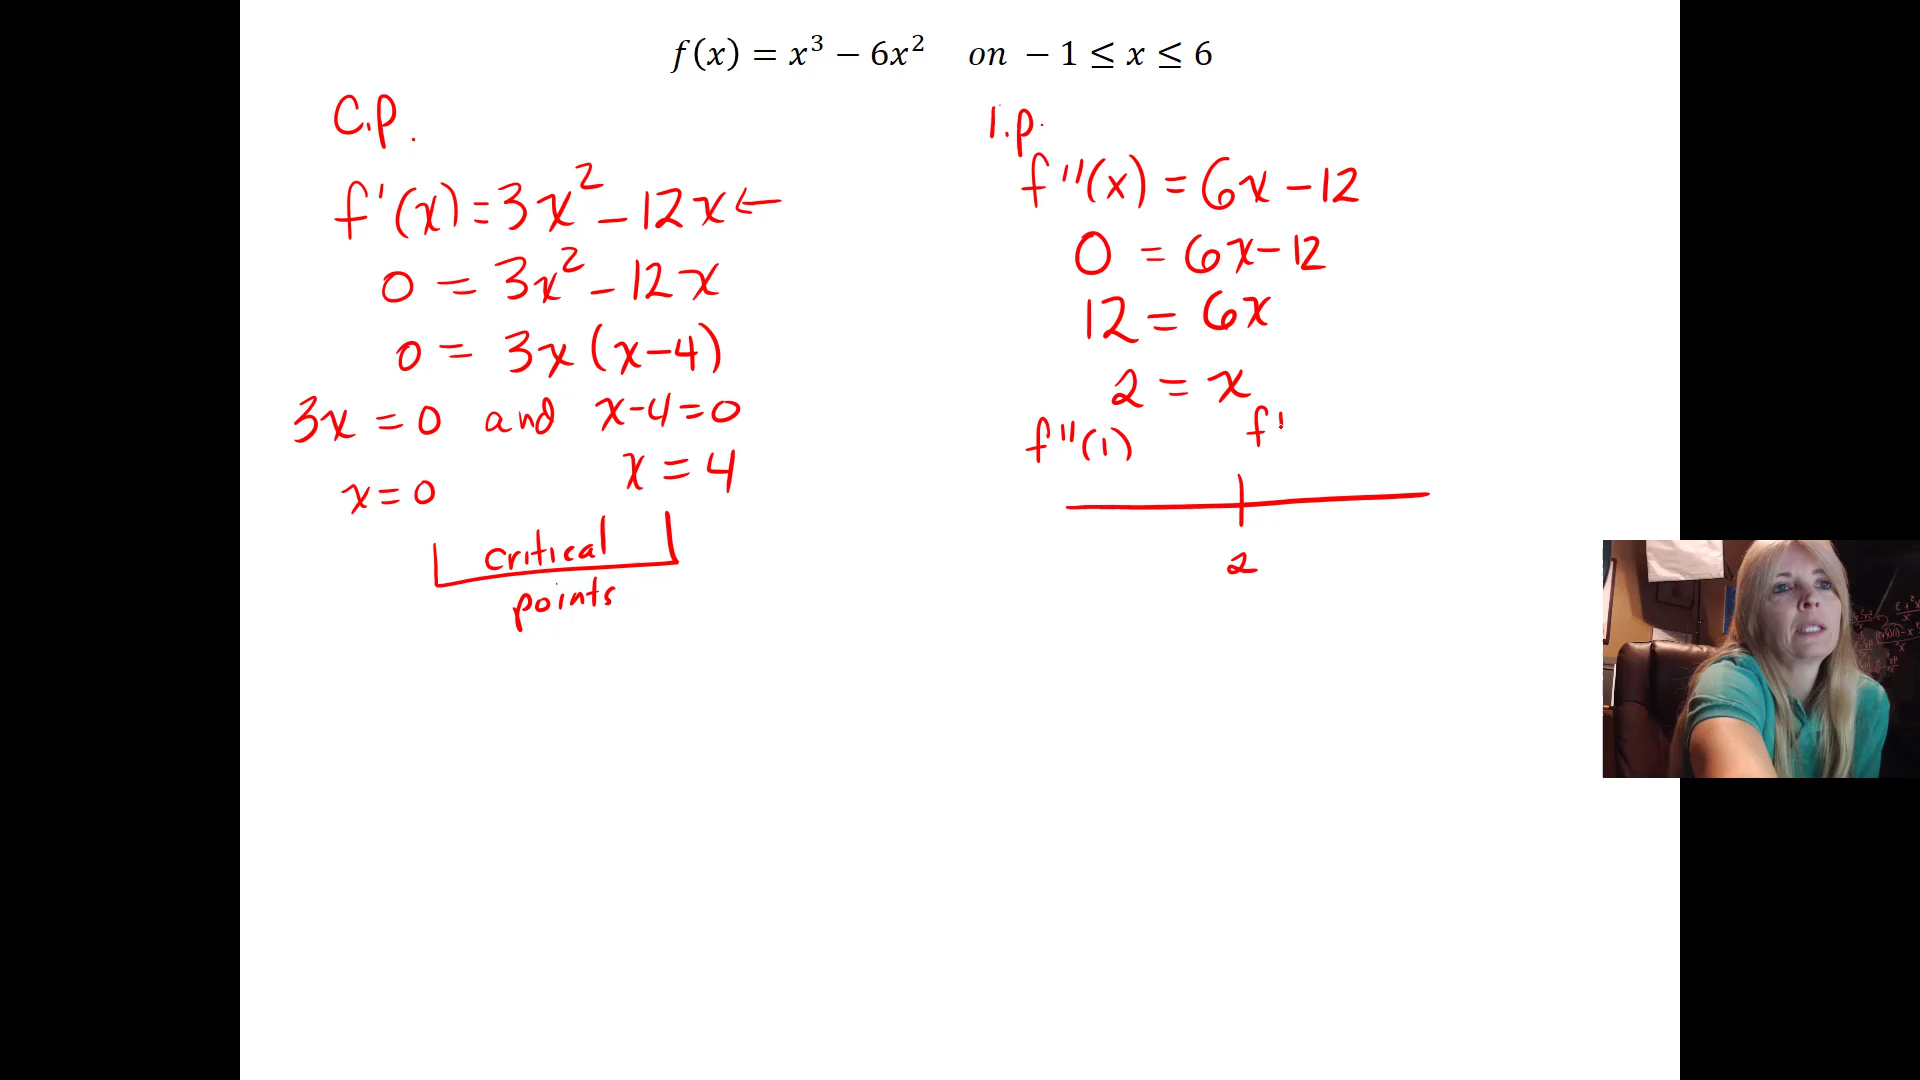 f(x) = x³ − 6x² on − 1 ≤ x ≤ 6
C.P.
f'(x) = 3x² − 12x ←
0 = 3x² − 12x
0 = 3x (x − 4)
3x = 0 and x − 4 = 0
x = 0 x = 4
critical
points
I.P.
f''(x) = 6x − 12
0 = 6x − 12
12 = 6x
2 = x
f''(1) f'
2